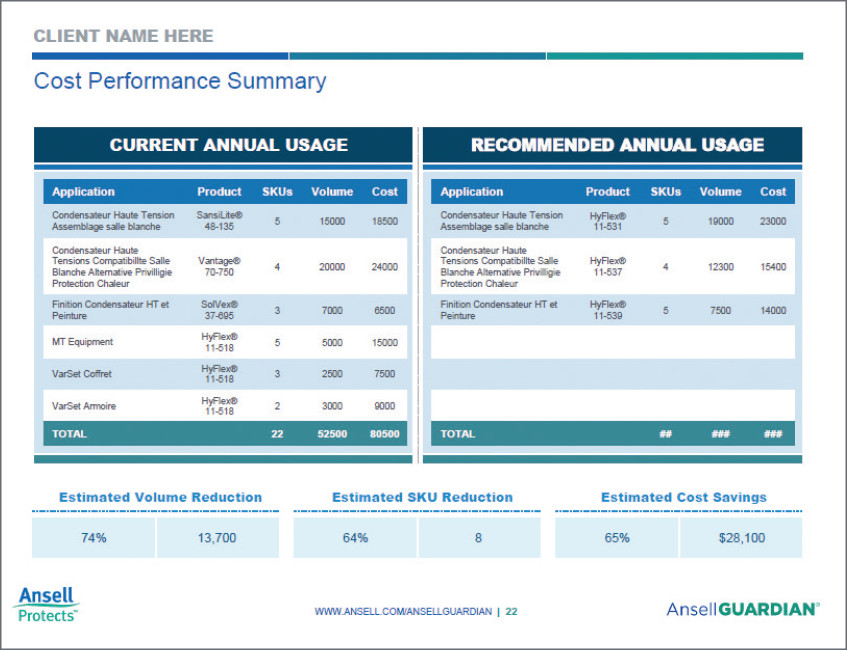 CLIENT NAME HERE
Cost Performance Summary
CURRENT ANNUAL USAGE
Application Product SKUs Volume Cost
Condensateur Haute Tension
Assemblage salle blanche
SansiLite®
48-135
5 15000 18500
Condensateur Haute
Tensions Compatibillte Salle
Blanche Alternative Privilligie
Protection Chaleur
Vantage®
70-750
4 20000 24000
Finition Condensateur HT et
Peinture
SolVex®
37-695
3 7000 6500
MT Equipment
HyFlex®
11-518
5 5000 15000
VarSet Coffret
HyFlex®
11-518
3 2500 7500
VarSet Armoire
HyFlex®
11-518
2 3000 9000
TOTAL 22 52500 80500
RECOMMENDED ANNUAL USAGE
Application Product SKUs Volume Cost
Condensateur Haute Tension
Assemblage salle blanche
HyFlex®
11-531
5 19000 23000
Condensateur Haute
Tensions Compatibillte Salle
Blanche Alternative Privilligie
Protection Chaleur
HyFlex®
11-537
4 12300 15400
Finition Condensateur HT et
Peinture
HyFlex®
11-539
5 7500 14000
TOTAL ## ### ###
Estimated Volume Reduction
74% 13,700
Estimated SKU Reduction
64% 8
Estimated Cost Savings
65% $28,100
Ansell
Protects™
WWW.ANSELL.COM/ANSELLGUARDIAN | 22
AnsellGUARDIAN®